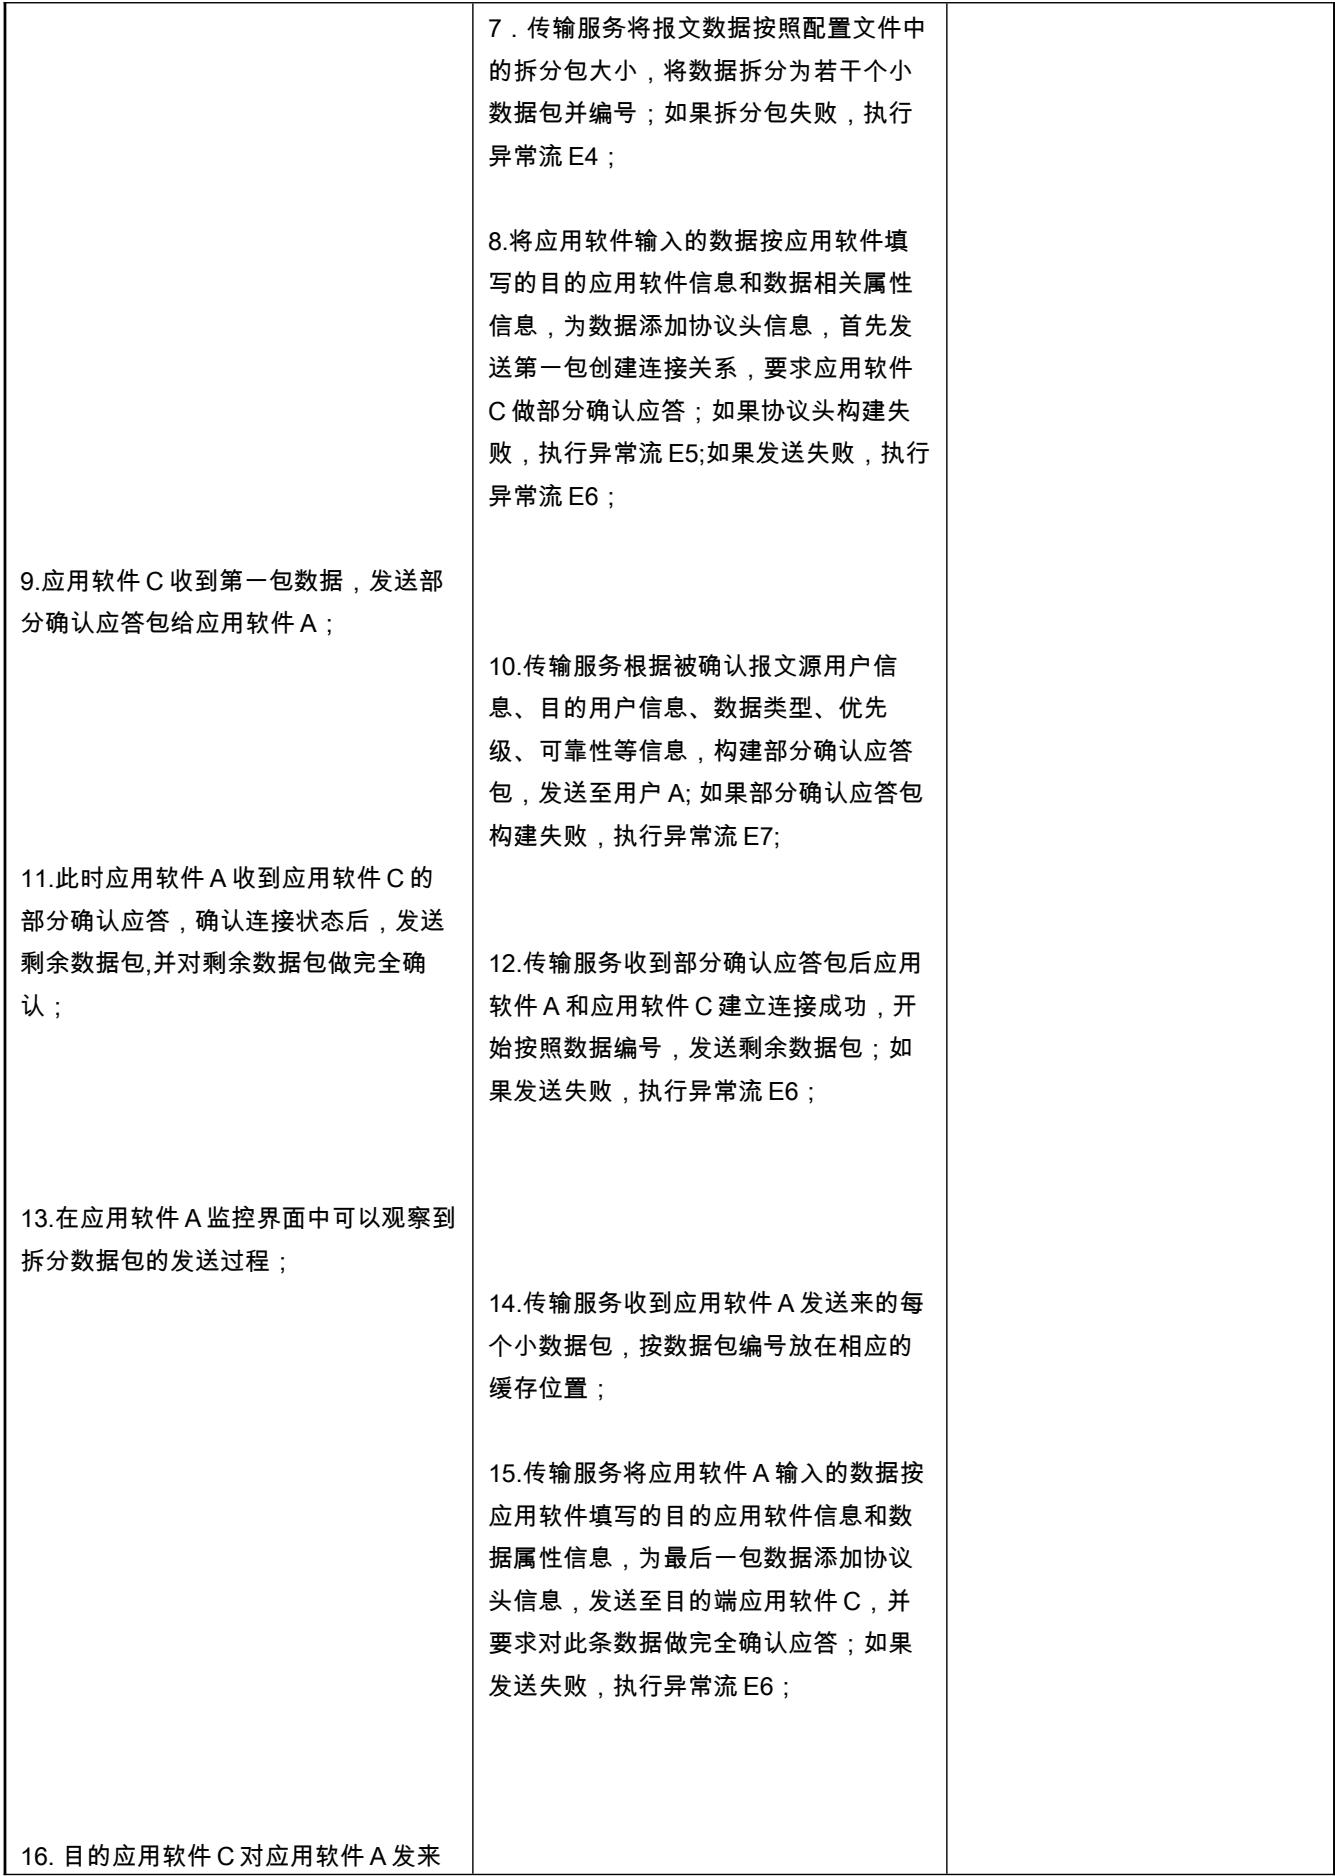 7．传输服务将报文数据按照配置文件中
的拆分包大小，将数据拆分为若干个小
数据包并编号；如果拆分包失败，执行
异常流 E4；
8.将应用软件输入的数据按应用软件填
写的目的应用软件信息和数据相关属性
信息，为数据添加协议头信息，首先发
送第一包创建连接关系，要求应用软件
C 做部分确认应答；如果协议头构建失
败，执行异常流 E5;如果发送失败，执行
异常流 E6；
9.应用软件 C 收到第一包数据，发送部
分确认应答包给应用软件 A；
10.传输服务根据被确认报文源用户信
息、目的用户信息、数据类型、优先
级、可靠性等信息，构建部分确认应答
包，发送至用户 A; 如果部分确认应答包
构建失败，执行异常流 E7;
11.此时应用软件 A 收到应用软件 C 的
部分确认应答，确认连接状态后，发送
剩余数据包,并对剩余数据包做完全确
认；
12.传输服务收到部分确认应答包后应用
软件 A 和应用软件 C 建立连接成功，开
始按照数据编号，发送剩余数据包；如
果发送失败，执行异常流 E6；
13.在应用软件 A 监控界面中可以观察到
拆分数据包的发送过程；
14.传输服务收到应用软件 A 发送来的每
个小数据包，按数据包编号放在相应的
缓存位置；
15.传输服务将应用软件 A 输入的数据按
应用软件填写的目的应用软件信息和数
据属性信息，为最后一包数据添加协议
头信息，发送至目的端应用软件 C，并
要求对此条数据做完全确认应答；如果
发送失败，执行异常流 E6；
16. 目的应用软件 C 对应用软件 A 发来